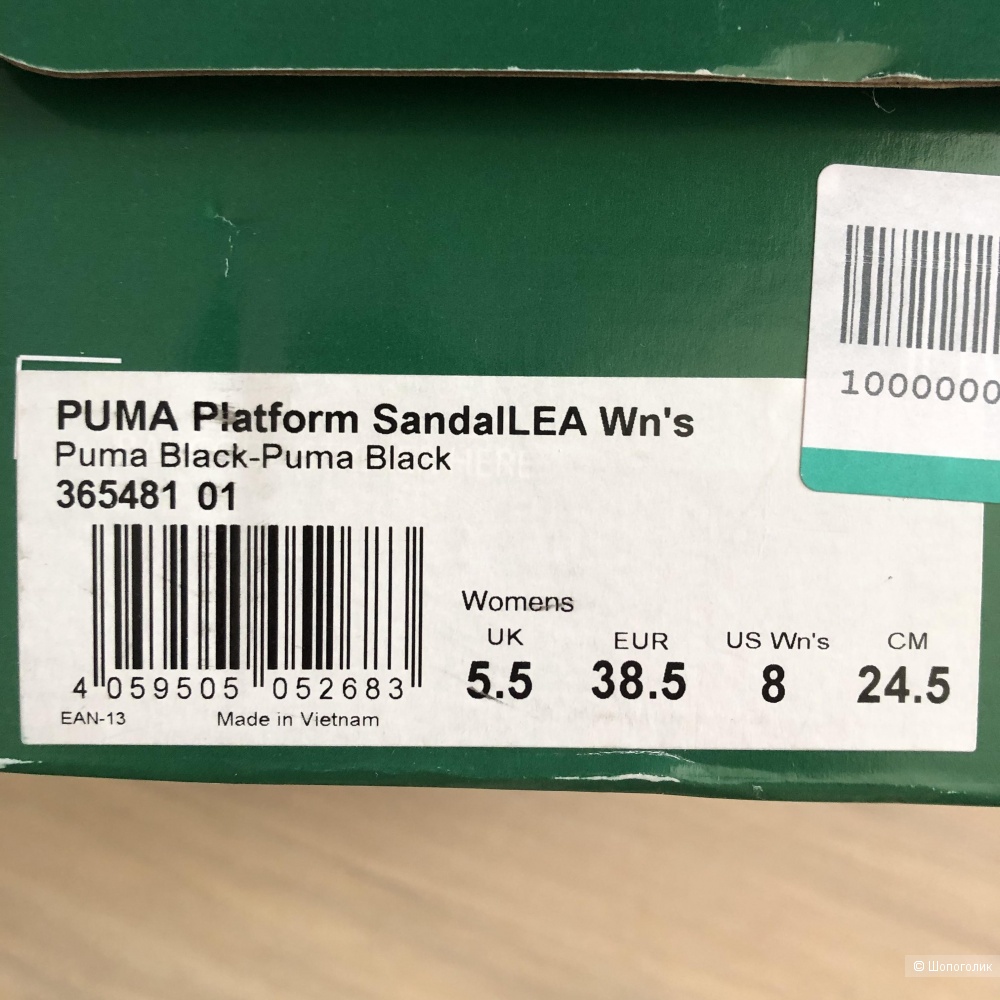 1000000
PUMA Platform SandalLEA Wn's
Puma Black-Puma Black
HERE
365481 01
Womens
UK EUR US Wn's CM
5.5 38.5 8 24.5
4 059505 052683
EAN-13 Made in Vietnam
© Шопоголик